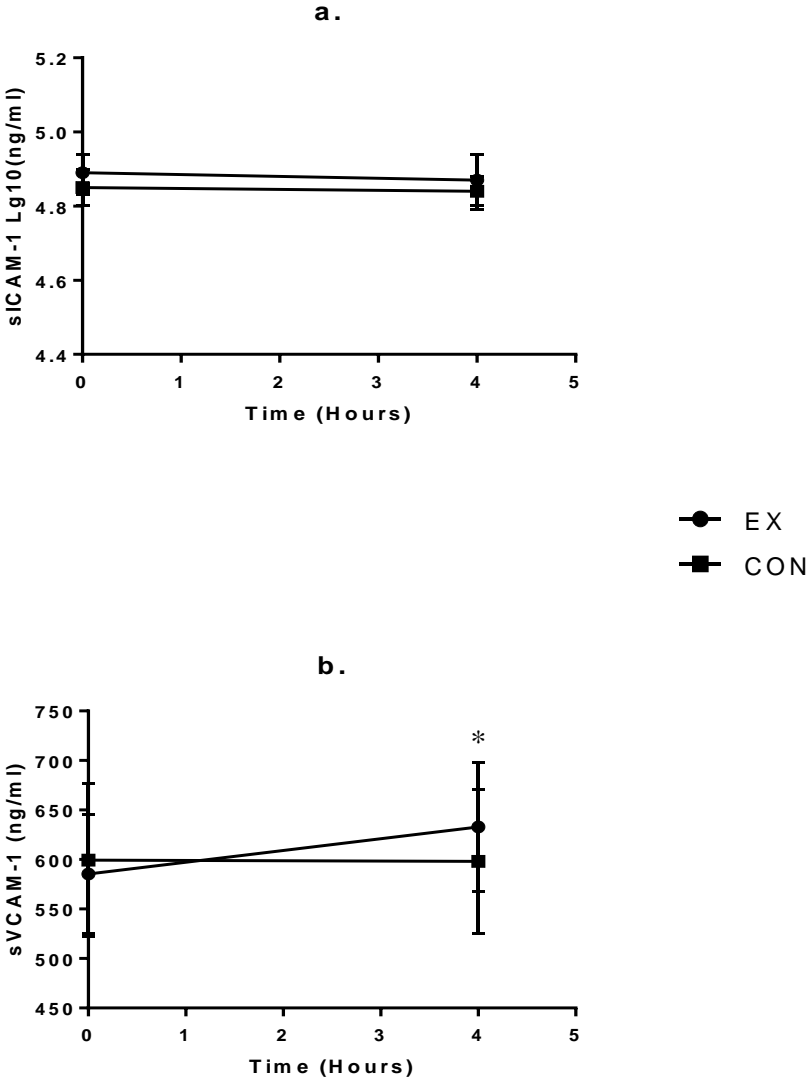 a.
5.2
5.0
4.8
4.6
4.4
sICAM-1 Lg10(ng/ml)
0 1 2 3 4 5
Time (Hours)
EX
CON
b.
750
700
650
600
550
500
450
sVCAM-1 (ng/ml)
*
0 1 2 3 4 5
Time (Hours)